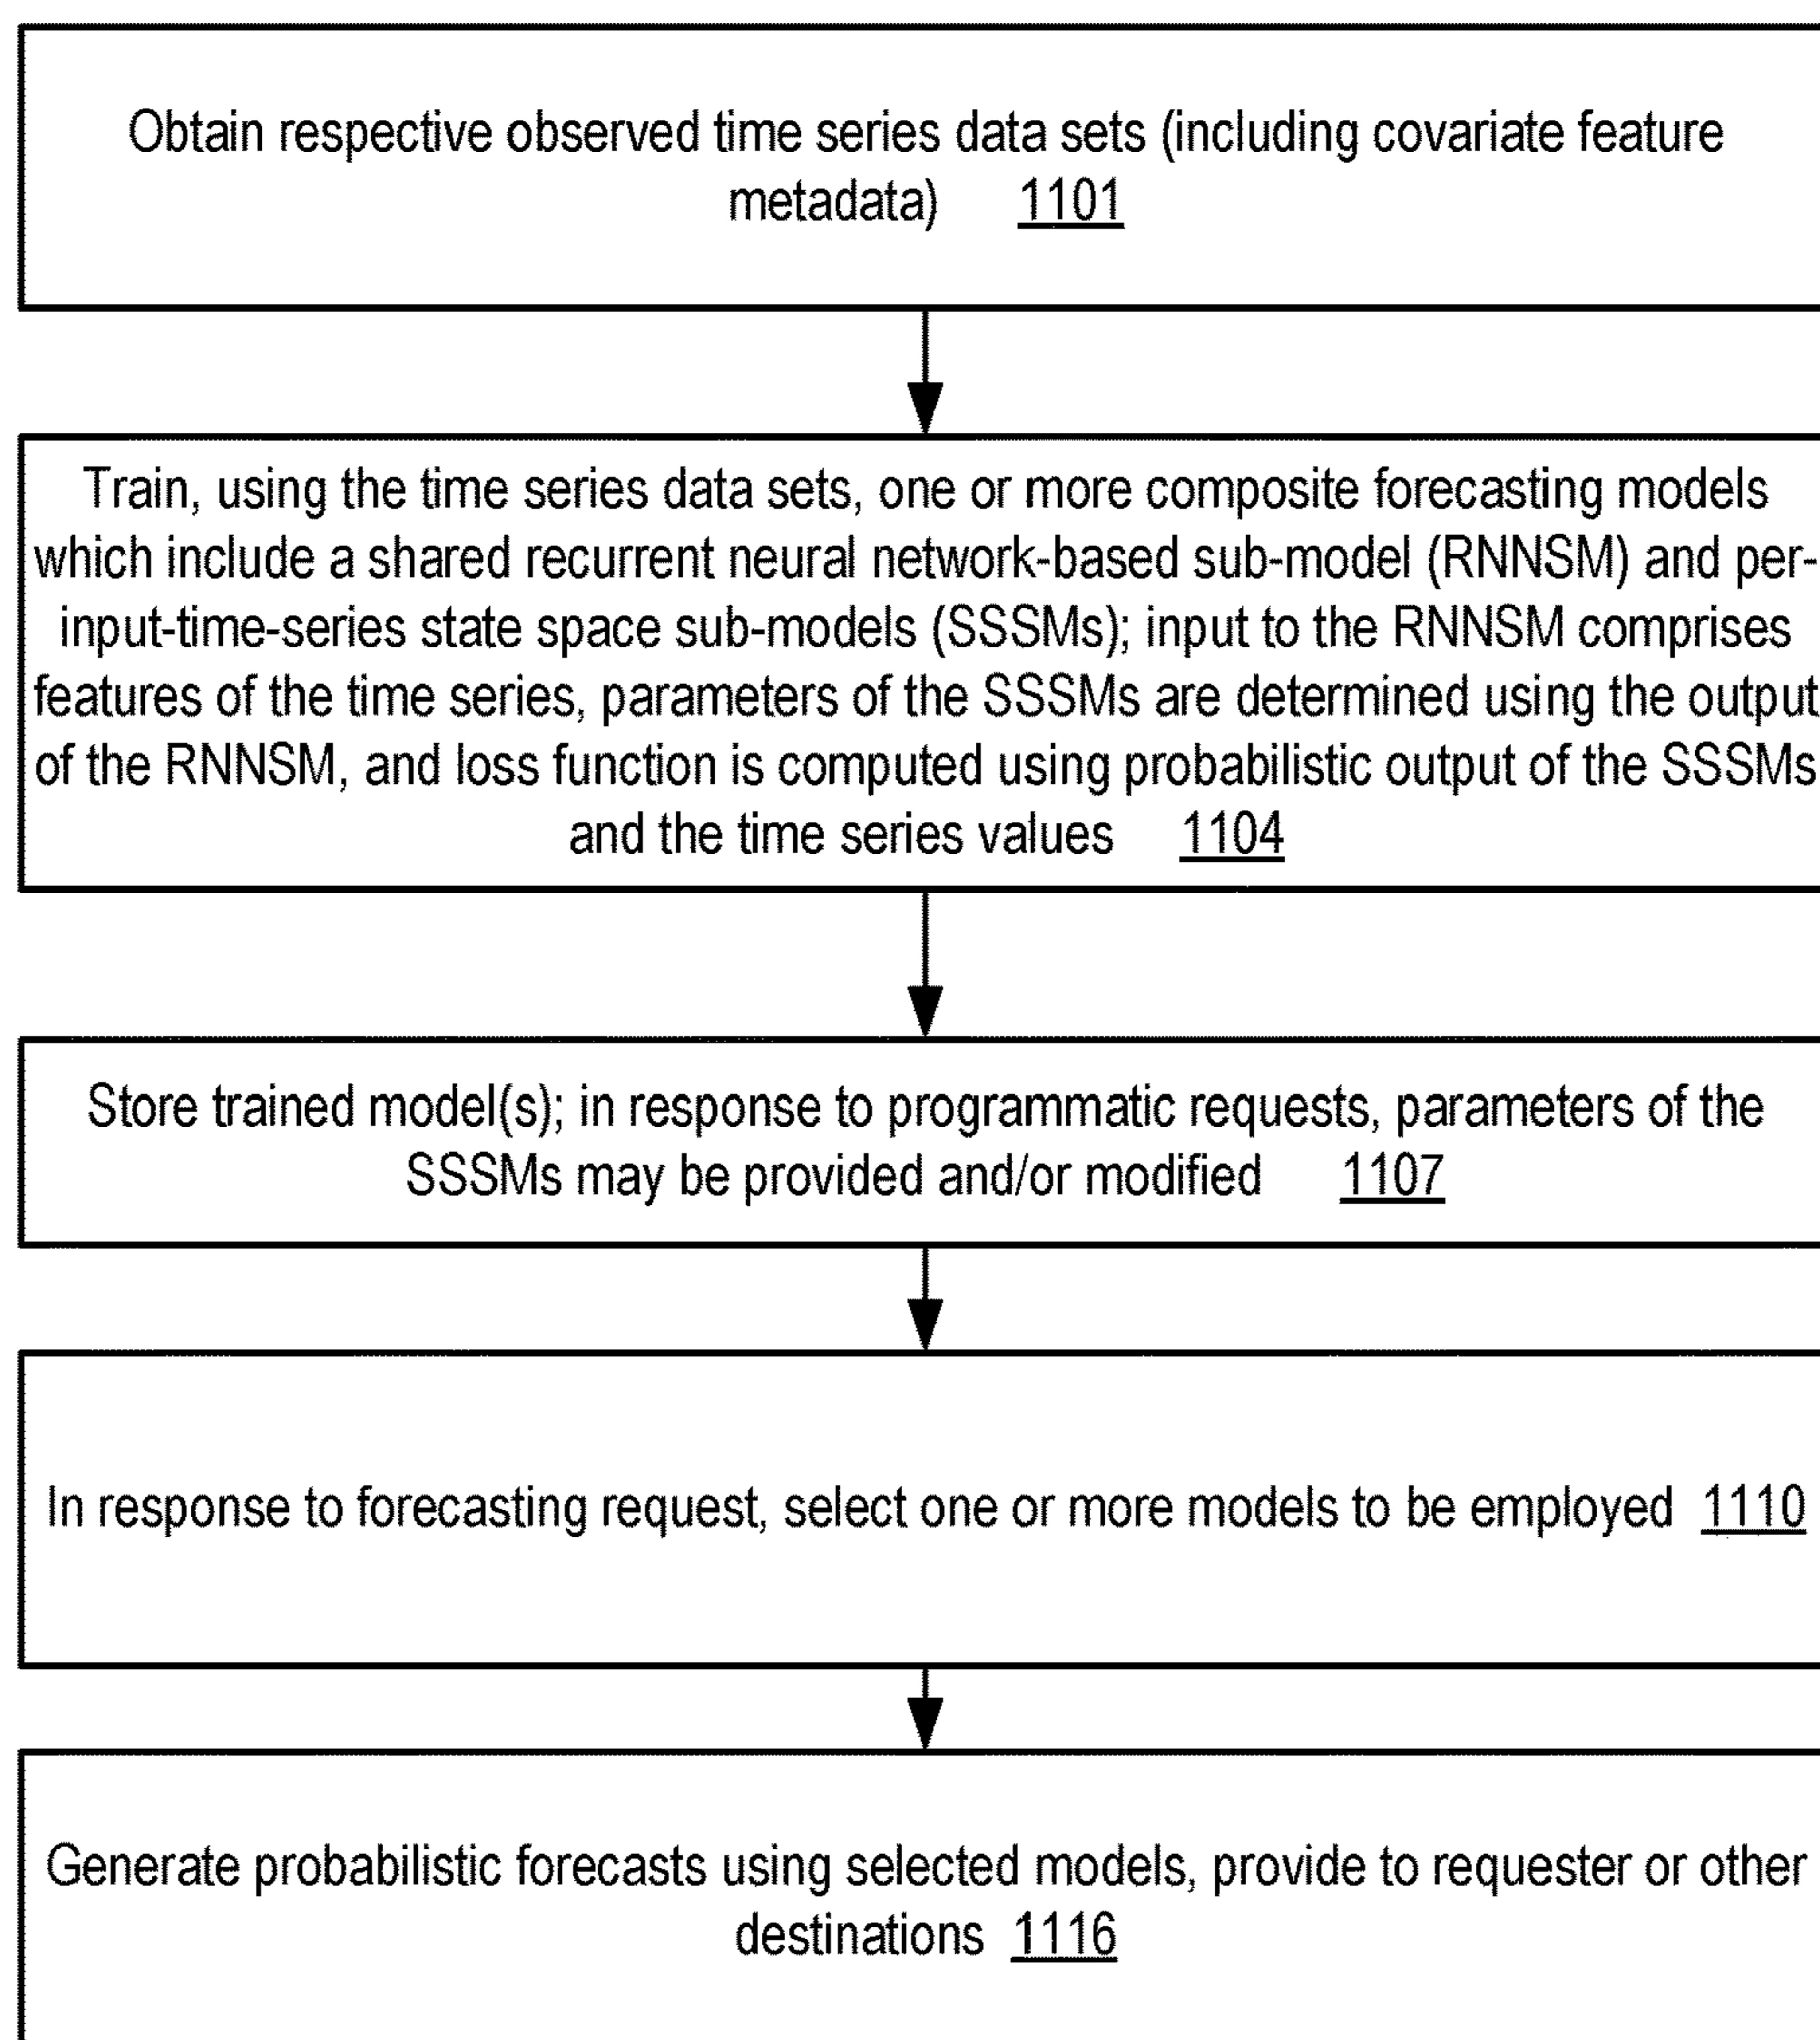 Obtain respective observed time series data sets (including covariate feature
metadata) 1101
Train, using the time series data sets, one or more composite forecasting models
which include a shared recurrent neural network-based sub-model (RNNSM) and per-
input-time-series state space sub-models (SSSMs); input to the RNNSM comprises
features of the time series, parameters of the SSSMs are determined using the output
of the RNNSM, and loss function is computed using probabilistic output of the SSSMs
and the time series values 1104
Store trained model(s); in response to programmatic requests, parameters of the
SSSMs may be provided and/or modified 1107
In response to forecasting request, select one or more models to be employed 1110
Generate probabilistic forecasts using selected models, provide to requester or other
destinations 1116